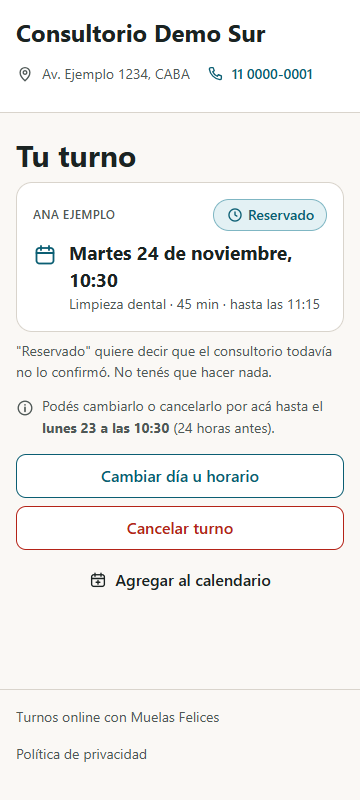 Consultorio Demo Sur
Av. Ejemplo 1234, CABA
11 0000-0001
Tu turno
ANA EJEMPLO
Reservado
Martes 24 de noviembre,
10:30
Limpieza dental · 45 min · hasta las 11:15
"Reservado" quiere decir que el consultorio todavía
no lo confirmó. No tenés que hacer nada.
Podés cambiarlo o cancelarlo por acá hasta el
lunes 23 a las 10:30 (24 horas antes).
Cambiar día u horario
Cancelar turno
Agregar al calendario
Turnos online con Muelas Felices
Política de privacidad